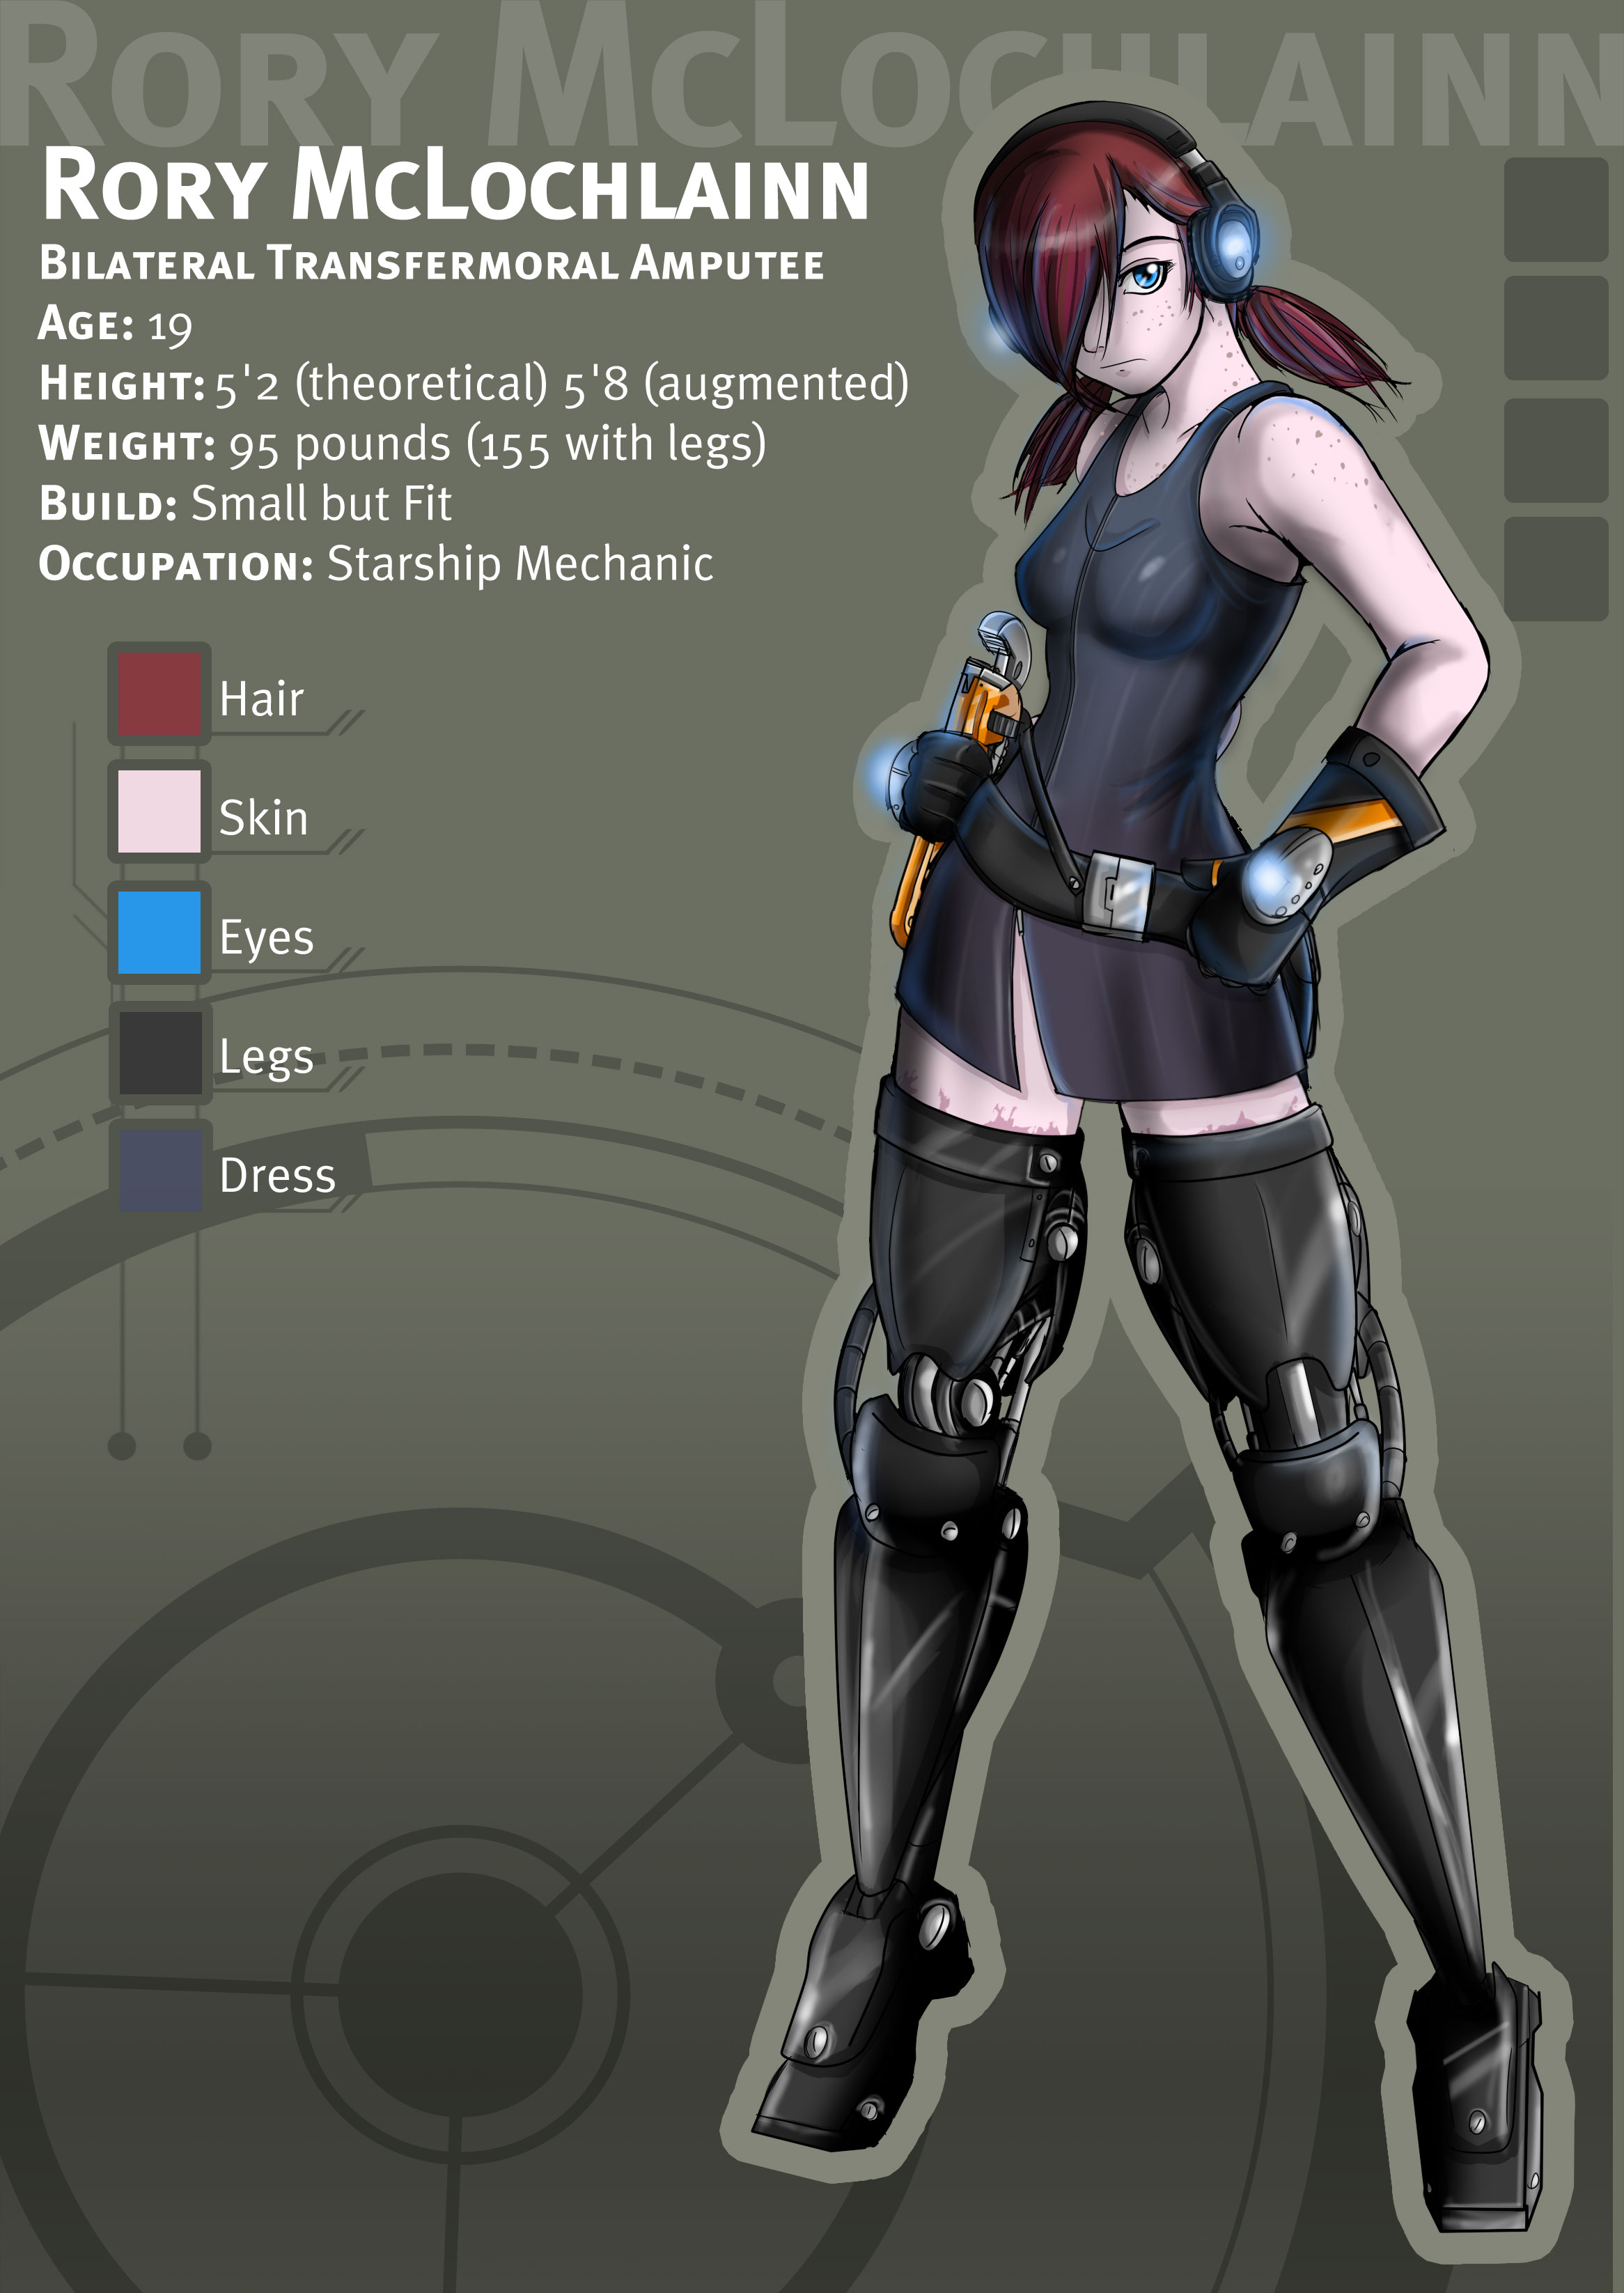 Rory McLochlainn
Rory McLochlainn
Bilateral Transfermoral Amputee
Age: 19
Height: 5'2 (theoretical) 5'8 (augmented)
Weight: 95 pounds (155 with legs)
Build: Small but Fit
Occupation: Starship Mechanic
Hair
Skin
Eyes
Legs
Dress